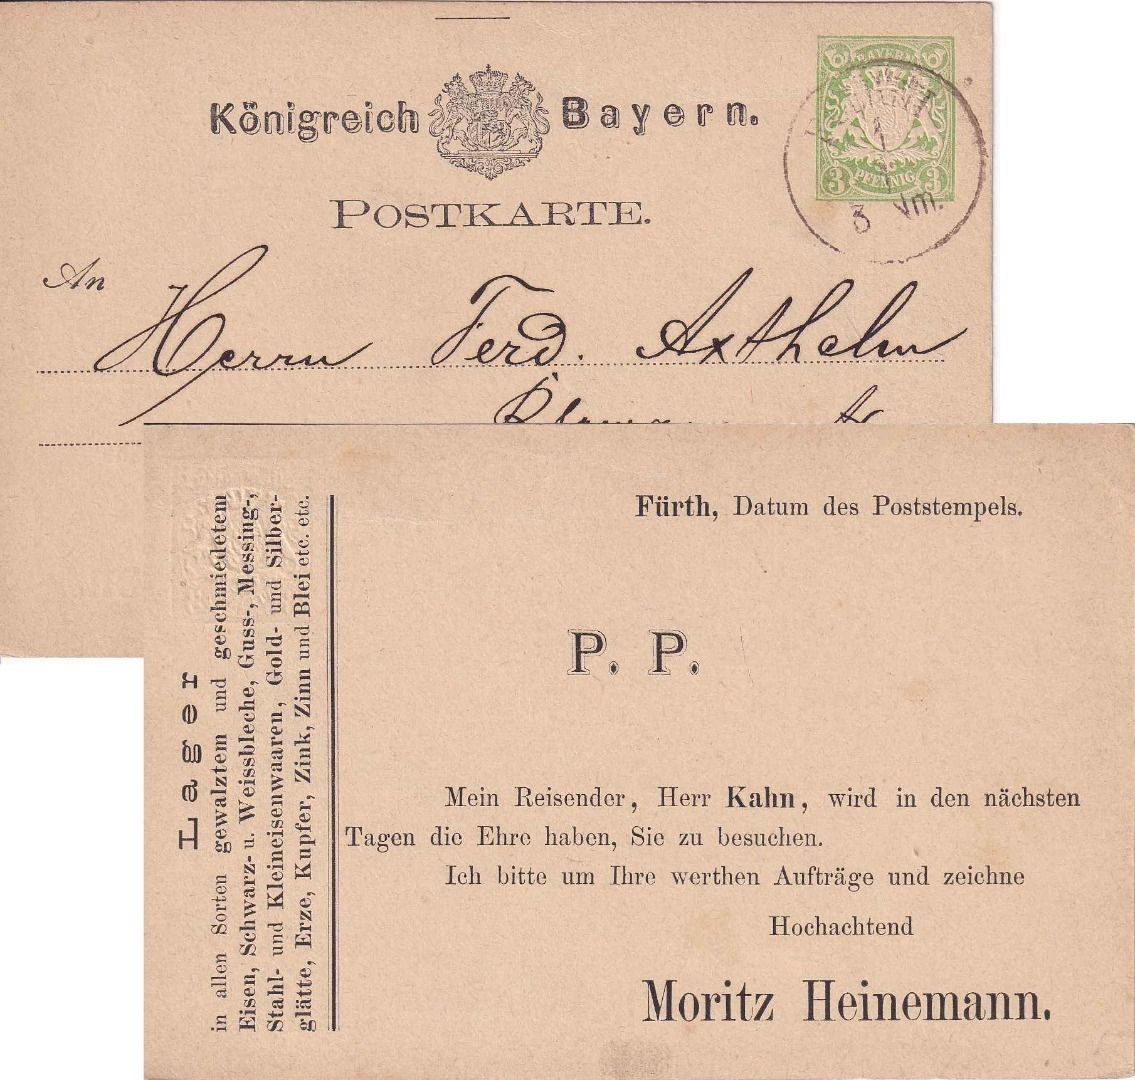 Königreich Bayern.
BAYERN
3 3
PFENNIG
3 Vm.
POSTKARTE.
An
Herrn Ferd. Axthelm
Fürth, Datum des Poststempels.
P. P.
Mein Reisender, Herr Kahn, wird in den nächsten
Tagen die Ehre haben, Sie zu besuchen.
Ich bitte um Ihre werthen Aufträge und zeichne
Hochachtend
Moritz Heinemann.
Lager
in allen Sorten gewalztem und geschmiedetem
Eisen, Schwarz- u. Weissbleche, Guss-, Messing-,
Stahl- und Kleineisenwaaren, Gold- und Silber-
glätte, Erze, Kupfer, Zink, Zinn und Blei etc. etc.